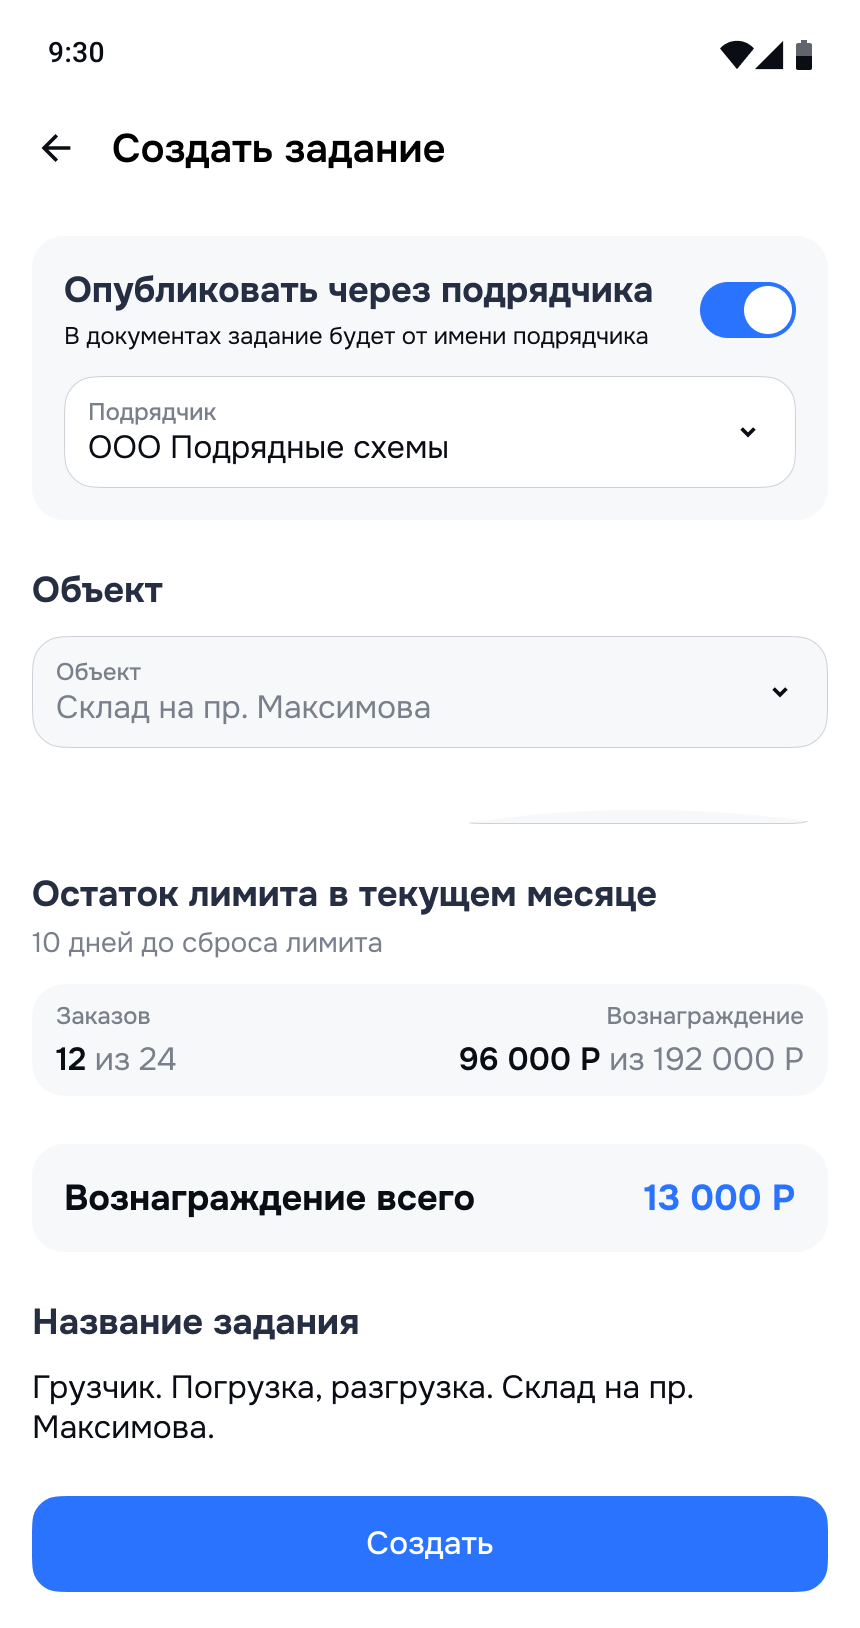 9:30
Создать задание
Опубликовать через подрядчика
В документах задание будет от имени подрядчика
Подрядчик
ООО Подрядные схемы
Объект
Объект
Склад на пр. Максимова
Остаток лимита в текущем месяце
10 дней до сброса лимита
Заказов
Вознаграждение
12 из 24
96 000 Р из 192 000 Р
Вознаграждение всего
13 000 Р
Название задания
Грузчик. Погрузка, разгрузка. Склад на пр.
Максимова.
Создать